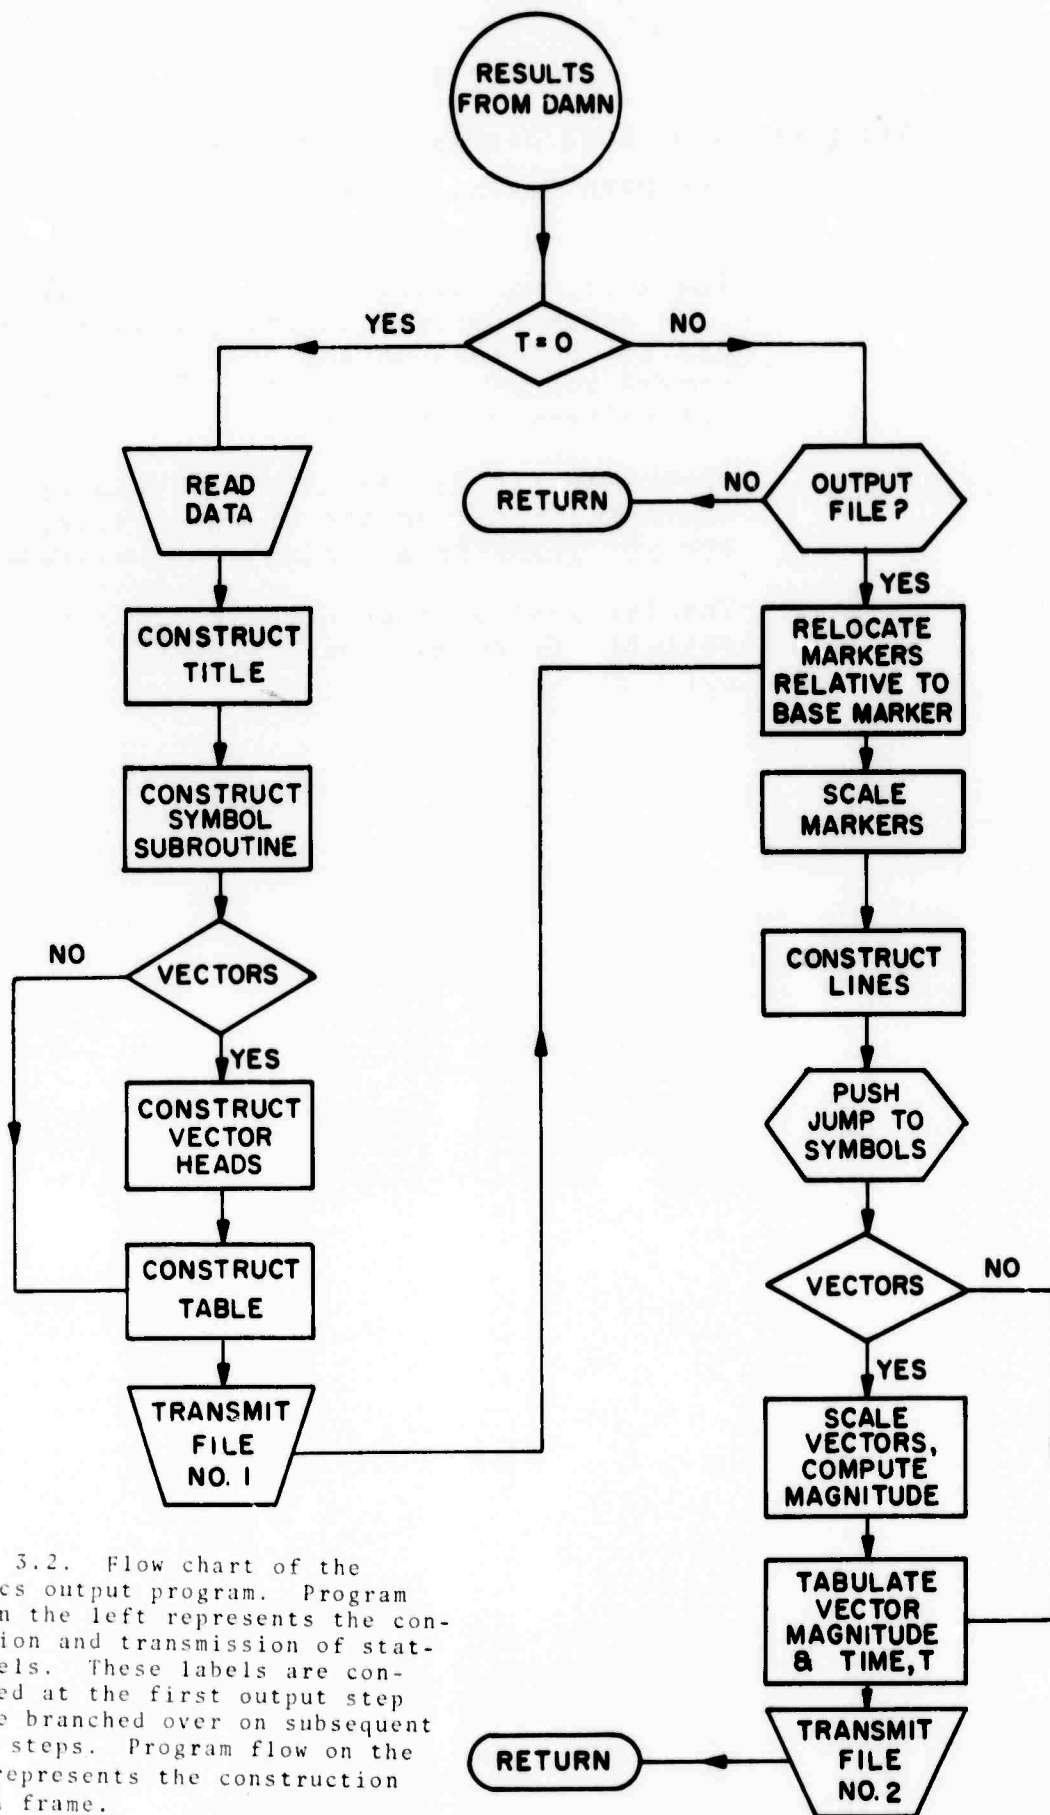 RESULTS
FROM DAMN
YES
T = 0
NO
READ
DATA
NO
RETURN
OUTPUT
FILE?
YES
CONSTRUCT
TITLE
RELOCATE
MARKERS
RELATIVE TO
BASE MARKER
CONSTRUCT
SYMBOL
SUBROUTINE
SCALE
MARKERS
NO
VECTORS
YES
CONSTRUCT
LINES
CONSTRUCT
VECTOR
HEADS
PUSH
JUMP TO
SYMBOLS
CONSTRUCT
TABLE
VECTORS
NO
YES
TRANSMIT
FILE
NO. 1
SCALE
VECTORS,
COMPUTE
MAGNITUDE
TABULATE
VECTOR
MAGNITUDE
& TIME, T
RETURN
TRANSMIT
FILE
NO. 2
3.2. Flow chart of the
cs output program. Program
n the left represents the con-
ion and transmission of stat-
els. These labels are con-
ed at the first output step
e branched over on subsequent
steps. Program flow on the
represents the construction
frame.